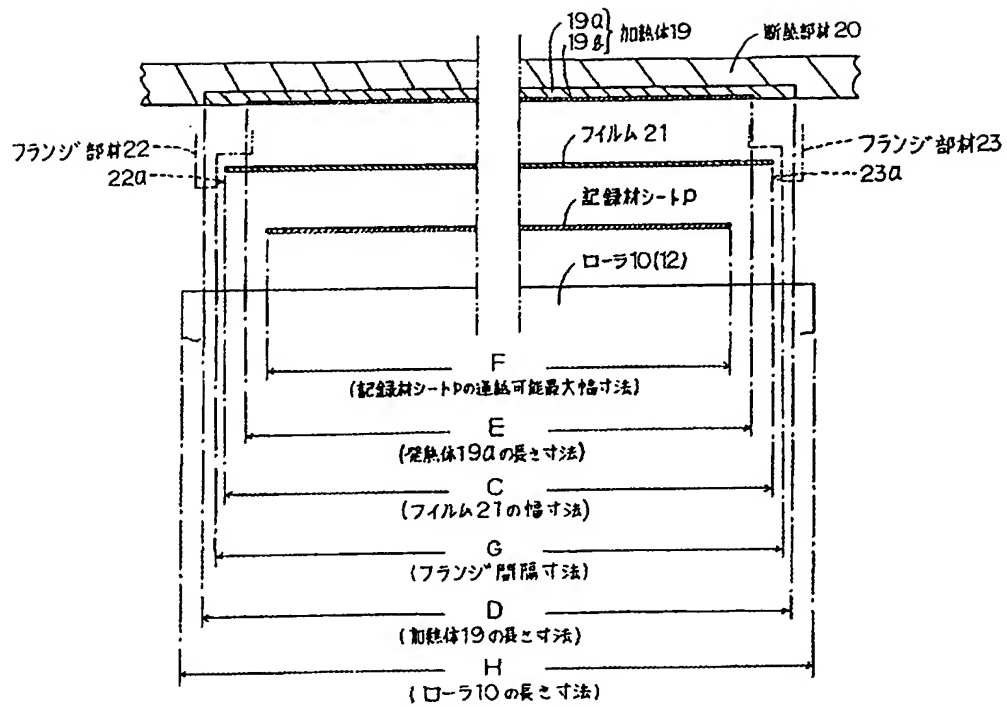 19a
19b
加熱体19
断熱部材20
フランジ部材22
22a
フイルム21
フランジ部材23
23a
記録材シートP
ローラ10(12)
F
(記録材シートPの通紙可能最大幅寸法)
E
(発熱体19aの長さ寸法)
C
(フイルム21の幅寸法)
G
(フランジ間隔寸法)
D
(加熱体19の長さ寸法)
H
(ローラ10の長さ寸法)